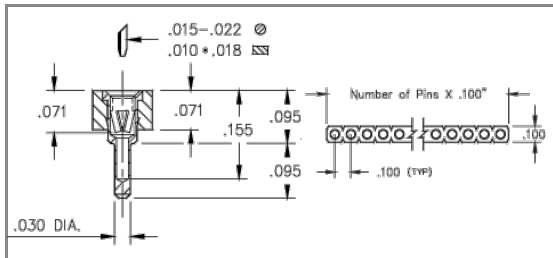 .015–.022
.010*.018
.071
.071
.155
.095
.095
.030 DIA.
Number of Pins X .100"
.100
.100 (TYP)